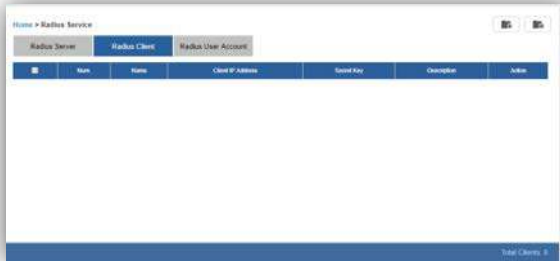 Home > Radius Service
Radius Server Radius Client Radius User Account
Num Name Client IP Address Secret Key Description Action
Total Clients: 0